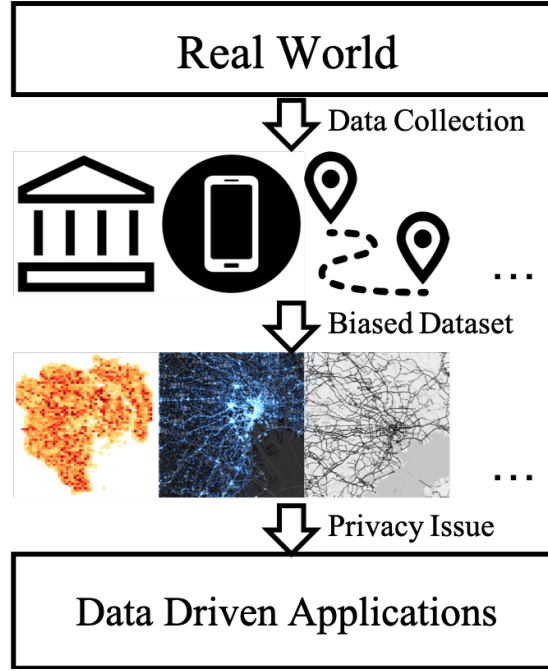 Real World
Data Collection
...
Biased Dataset
...
Privacy Issue
Data Driven Applications